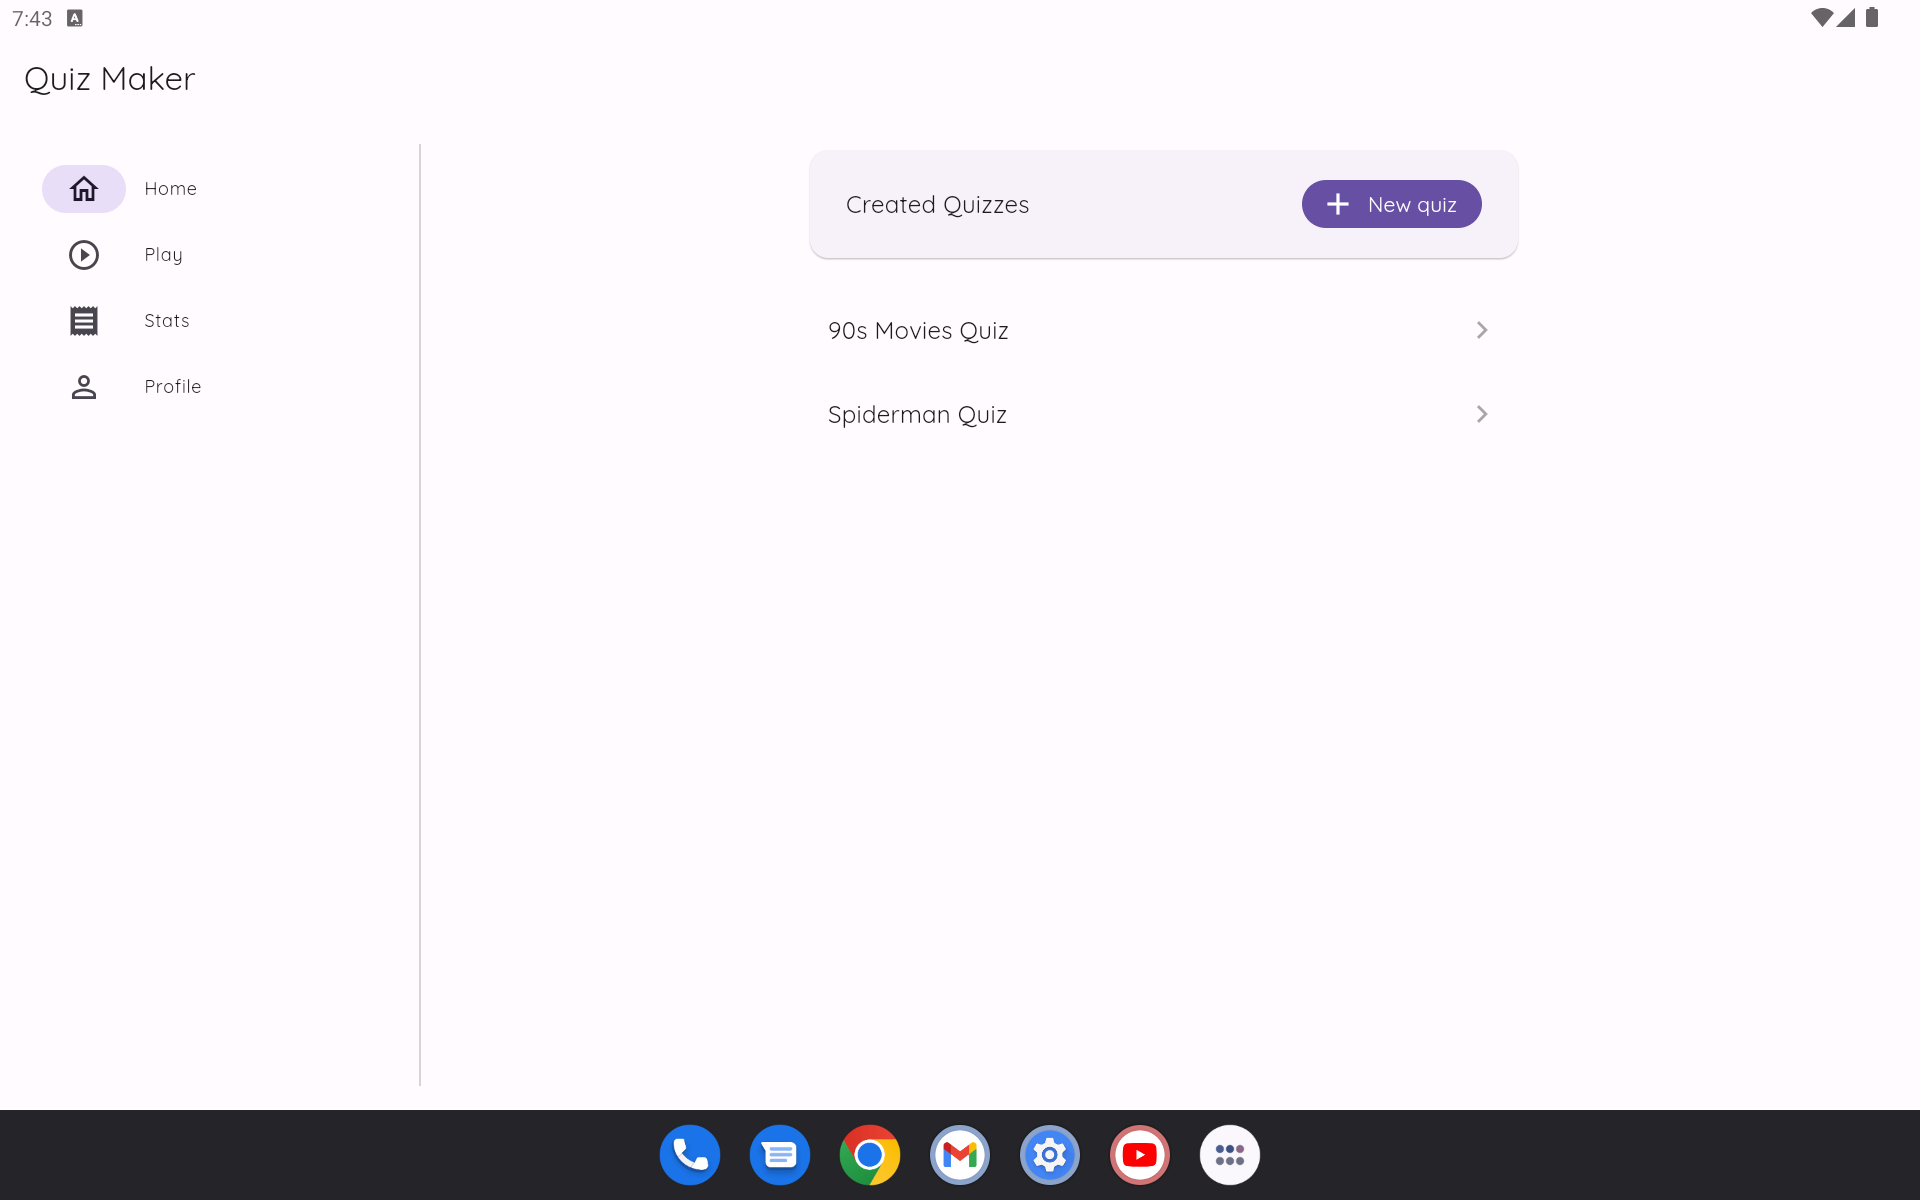 7:43
Quiz Maker
Home
Play
Stats
Profile
Created Quizzes
New quiz
90s Movies Quiz
Spiderman Quiz